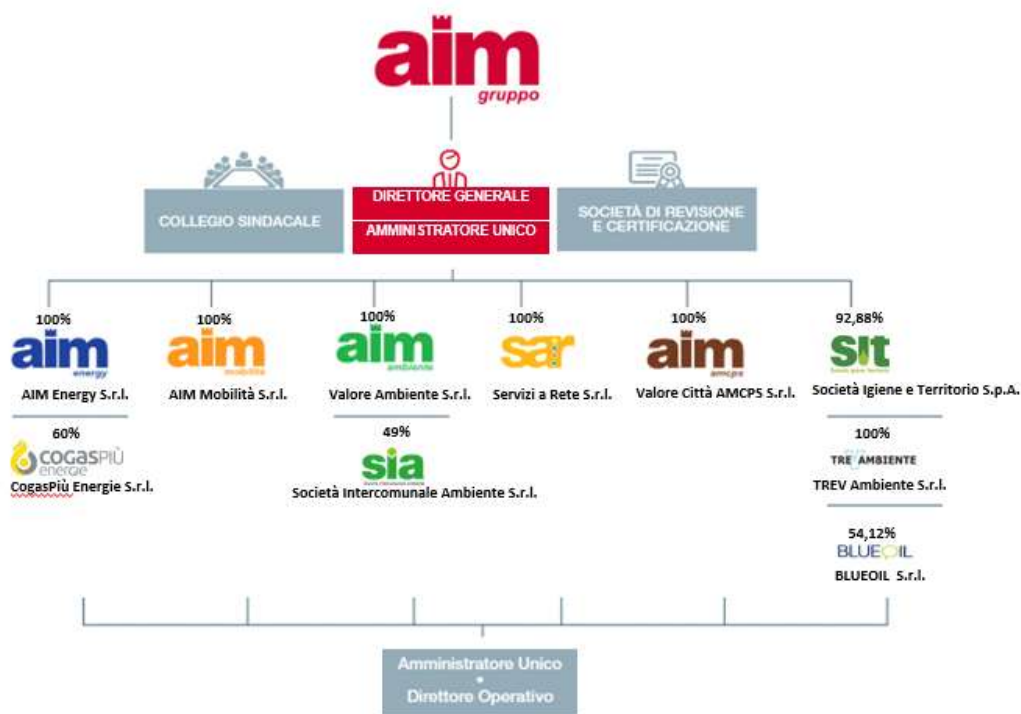 aim
gruppo
COLLEGIO SINDACALE
DIRETTORE GENERALE
AMMINISTRATORE UNICO
SOCIETÀ DI REVISIONE
E CERTIFICAZIONE
100%
aim
energy
AIM Energy S.r.l.
60%
COGASPIÙ
energie
CogasPiù Energie S.r.l.
100%
aim
mobilità
AIM Mobilità S.r.l.
100%
aim
ambiente
Valore Ambiente S.r.l.
49%
sia
Società Intercomunale Ambiente S.r.l.
100%
sar
Servizi a Rete S.r.l.
100%
aim
amcps
Valore Città AMCPS S.r.l.
92,88%
sit
Società Igiene e Territorio S.p.A.
100%
TREV AMBIENTE
TREV Ambiente S.r.l.
54,12%
BLUEOIL
BLUEOIL S.r.l.
Amministratore Unico
•
Direttore Operativo